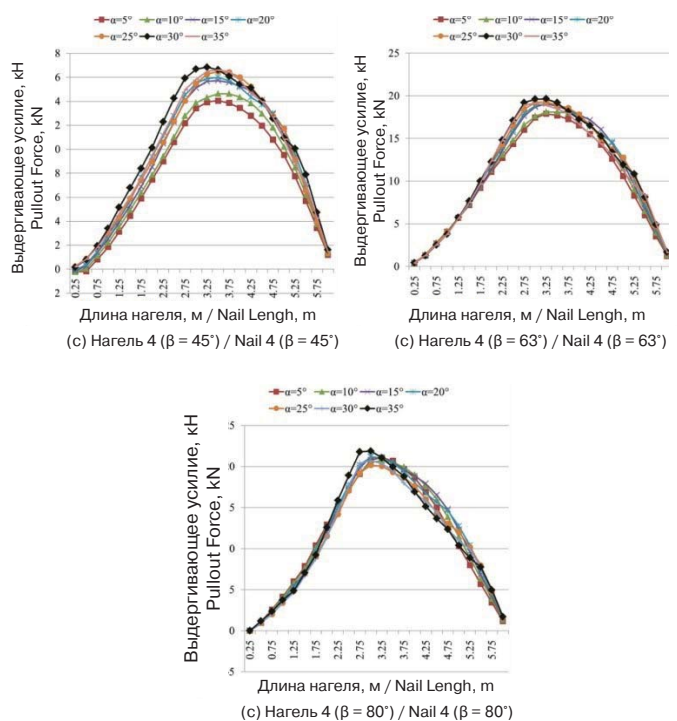 α=5° α=10° α=15° α=20°
α=25° α=30° α=35°
8
6
4
2
0
8
6
4
2
0
2
Выдергивающее усилие, кН
Pullout Force, kN
0.25 0.75 1.25 1.75 2.25 2.75 3.25 3.75 4.25 4.75 5.25 5.75
Длина нагеля, м / Nail Lengh, m
(c) Нагель 4 (β = 45°) / Nail 4 (β = 45°)
α=5° α=10° α=15° α=20°
α=25° α=30° α=35°
25
20
15
10
5
0
Выдергивающее усилие, кН
Pullout Force, kN
0.25 0.75 1.25 1.75 2.25 2.75 3.25 3.75 4.25 4.75 5.25 5.75
Длина нагеля, м / Nail Lengh, m
(c) Нагель 4 (β = 63°) / Nail 4 (β = 63°)
α=5° α=10° α=15° α=20°
α=25° α=30° α=35°
5
0
5
0
5
0
5
Выдергивающее усилие, кН
Pullout Force, kN
0.25 0.75 1.25 1.75 2.25 2.75 3.25 3.75 4.25 4.75 5.25 5.75
Длина нагеля, м / Nail Lengh, m
(c) Нагель 4 (β = 80°) / Nail 4 (β = 80°)